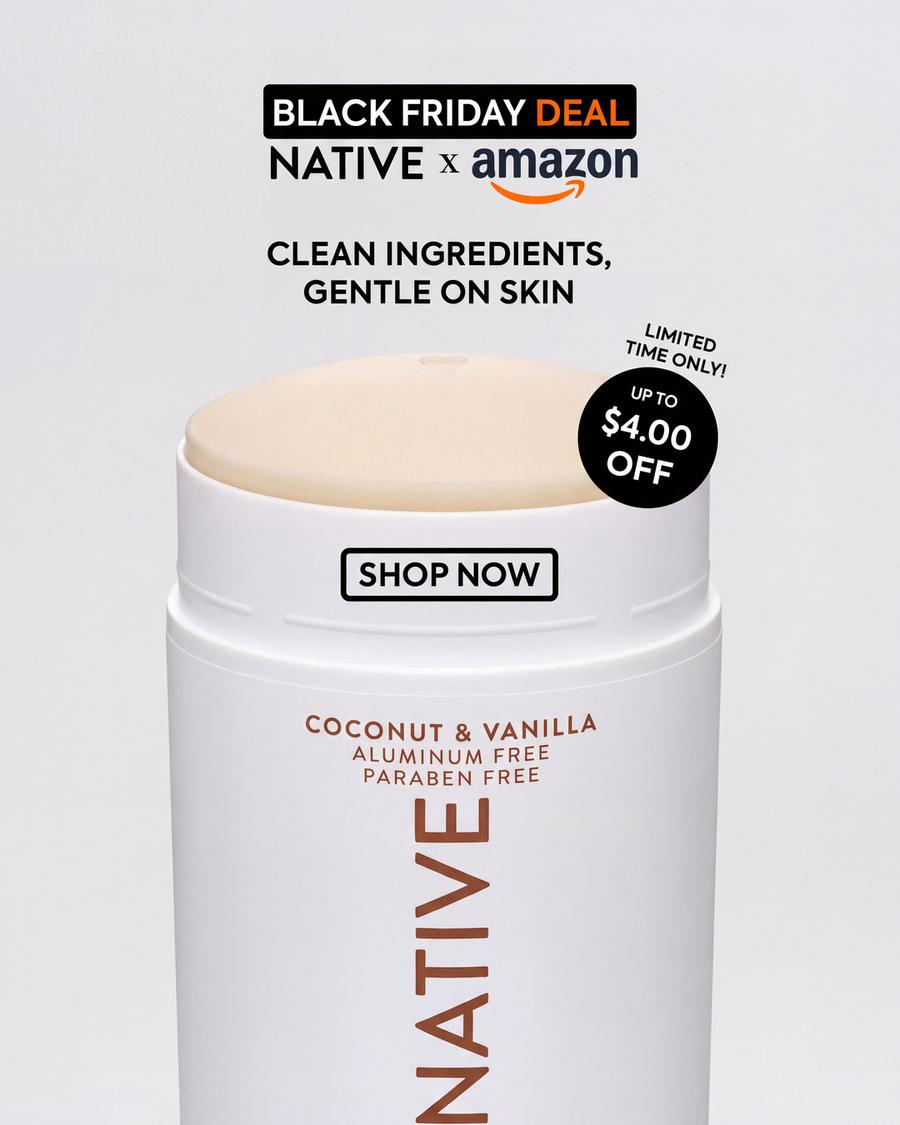 BLACK FRIDAY DEAL
NATIVE x amazon
CLEAN INGREDIENTS,
GENTLE ON SKIN
LIMITED
TIME ONLY!
UP TO
$4.00
OFF
SHOP NOW
COCONUT & VANILLA
ALUMINUM FREE
PARABEN FREE
NATIVE